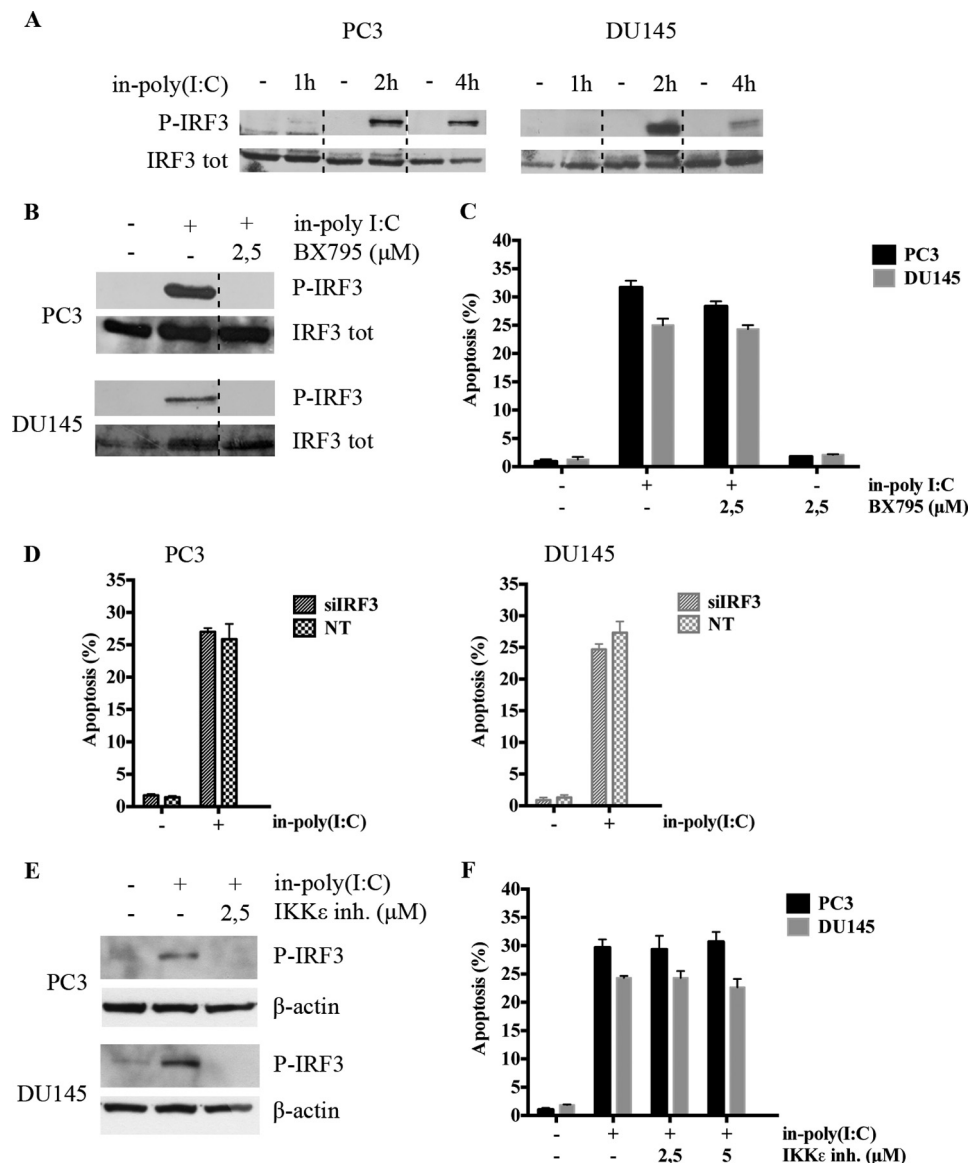 A
PC3 DU145
in-poly(I:C) - 1h - 2h - 4h - 1h - 2h - 4h
P-IRF3
IRF3 tot
B
- + + in-poly I:C
- - 2,5 BX795 (μM)
PC3
P-IRF3
IRF3 tot
DU145
P-IRF3
IRF3 tot
C
PC3
DU145
Apoptosis (%)
40
35
30
25
20
15
10
5
0
- + + - in-poly I:C
- - 2,5 2,5 BX795 (μM)
D
PC3
siIRF3
NT
Apoptosis (%)
35
30
25
20
15
10
5
0
- + in-poly(I:C)
DU145
siIRF3
NT
Apoptosis (%)
35
30
25
20
15
10
5
0
- + in-poly(I:C)
E
- + + in-poly(I:C)
- - 2,5 IKKε inh. (μM)
PC3
P-IRF3
β-actin
DU145
P-IRF3
β-actin
F
PC3
DU145
Apoptosis (%)
40
35
30
25
20
15
10
5
0
- + + + in-poly(I:C)
- - 2,5 5 IKKε inh. (μM)